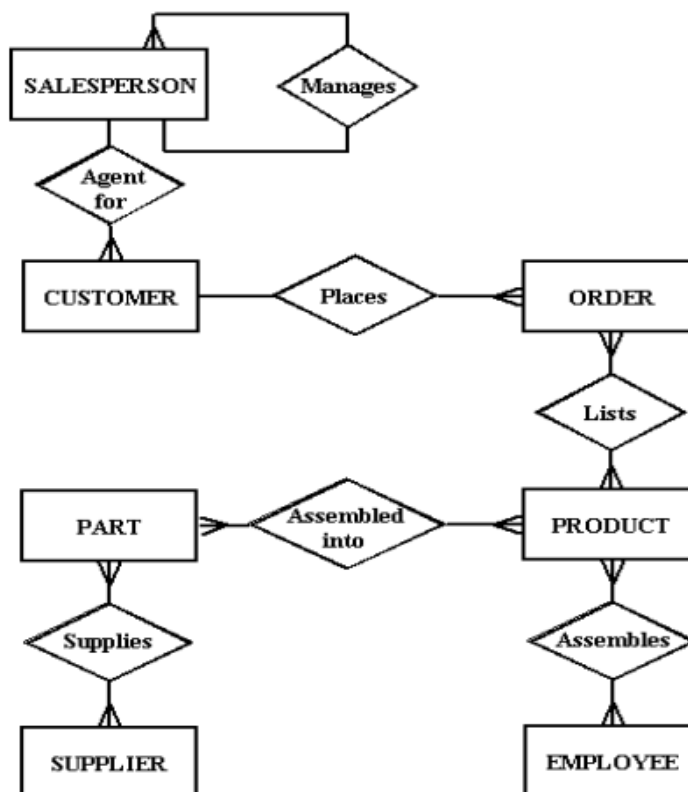 SALESPERSON
Manages
Agent
for
CUSTOMER
Places
ORDER
Lists
PART
Assembled
into
PRODUCT
Supplies
Assembles
SUPPLIER
EMPLOYEE